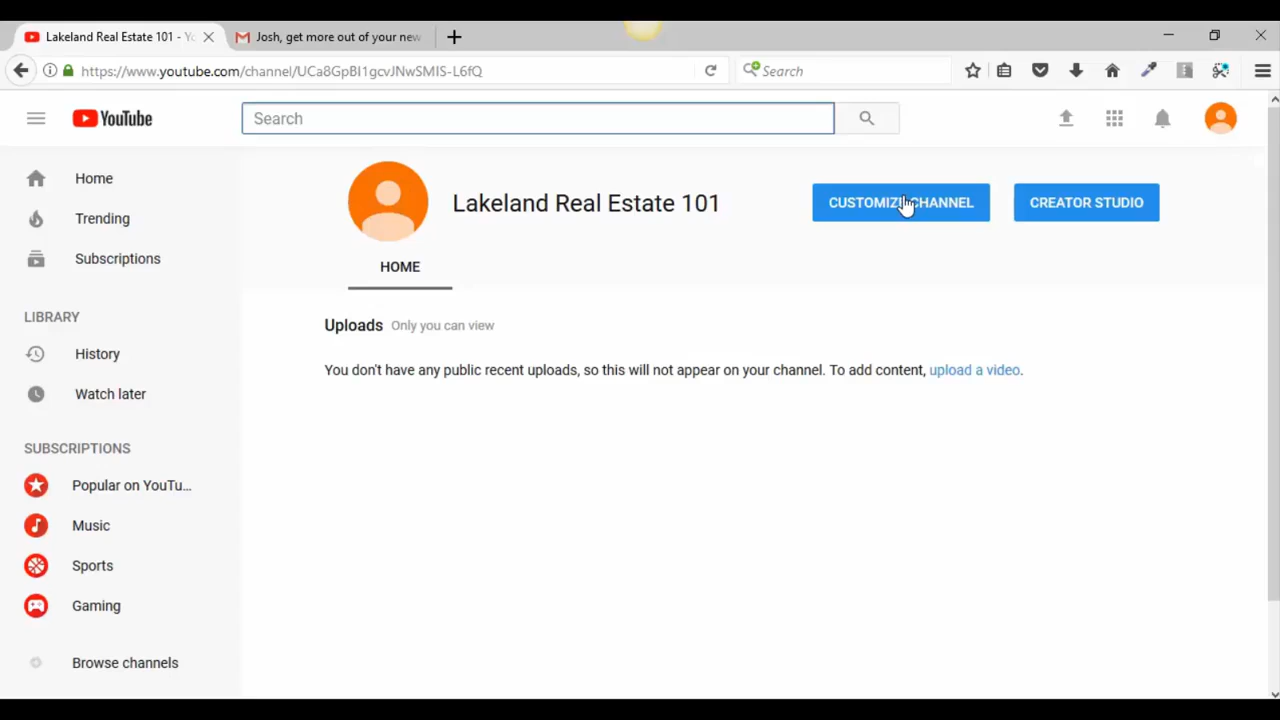 Lakeland Real Estate 101 - Yo
Josh, get more out of your new
https://www.youtube.com/channel/UCa8GpBI1gcvJNwSMIS-L6fQ
Search
YouTube
Search
Home
Trending
Subscriptions
LIBRARY
History
Watch later
SUBSCRIPTIONS
Popular on YouTu...
Music
Sports
Gaming
Browse channels
Lakeland Real Estate 101
CUSTOMIZE CHANNEL
CREATOR STUDIO
HOME
Uploads Only you can view
You don't have any public recent uploads, so this will not appear on your channel. To add content, upload a video.